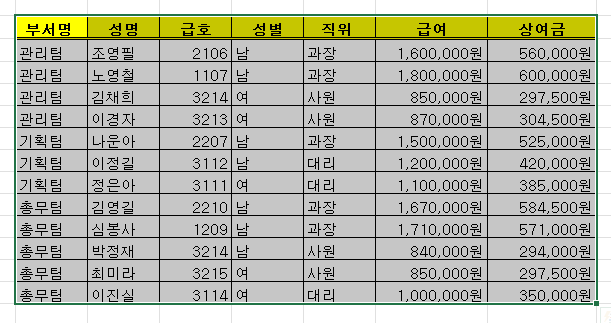 부서명 성명 급호 성별 직위 급여 상여금
관리팀 조영필 2106 남 과장 1,600,000원 560,000원
관리팀 노영철 1107 남 과장 1,800,000원 600,000원
관리팀 김채희 3214 여 사원 850,000원 297,500원
관리팀 이경자 3213 여 사원 870,000원 304,500원
기획팀 나운아 2207 남 과장 1,500,000원 525,000원
기획팀 이정길 3112 남 대리 1,200,000원 420,000원
기획팀 정은아 3111 여 대리 1,100,000원 385,000원
총무팀 김영길 2210 남 과장 1,670,000원 584,500원
총무팀 심봉사 1209 남 과장 1,710,000원 571,000원
총무팀 박정재 3214 남 사원 840,000원 294,000원
총무팀 최미라 3215 여 사원 850,000원 297,500원
총무팀 이진실 3114 여 대리 1,000,000원 350,000원